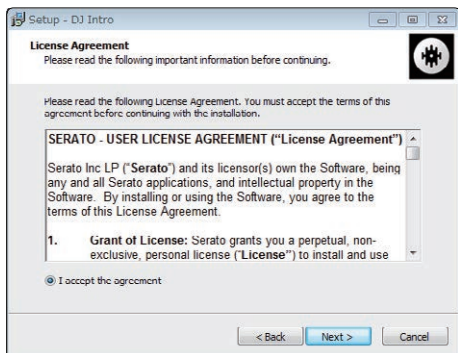 Setup - DJ Intro
License Agreement
Please read the following important information before continuing.
Please read the following License Agreement. You must accept the terms of this
agreement before continuing with the installation.
SERATO - USER LICENSE AGREEMENT (“License Agreement”)
Serato Inc LP (“Serato”) and its licensor(s) own the Software, being
any and all Serato applications, and intellectual property in the
Software. By installing or using the Software, you agree to the
terms of this License Agreement.
1. Grant of License: Serato grants you a perpetual, non-
exclusive, personal license (“License”) to install and use
I accept the agreement
< Back
Next >
Cancel